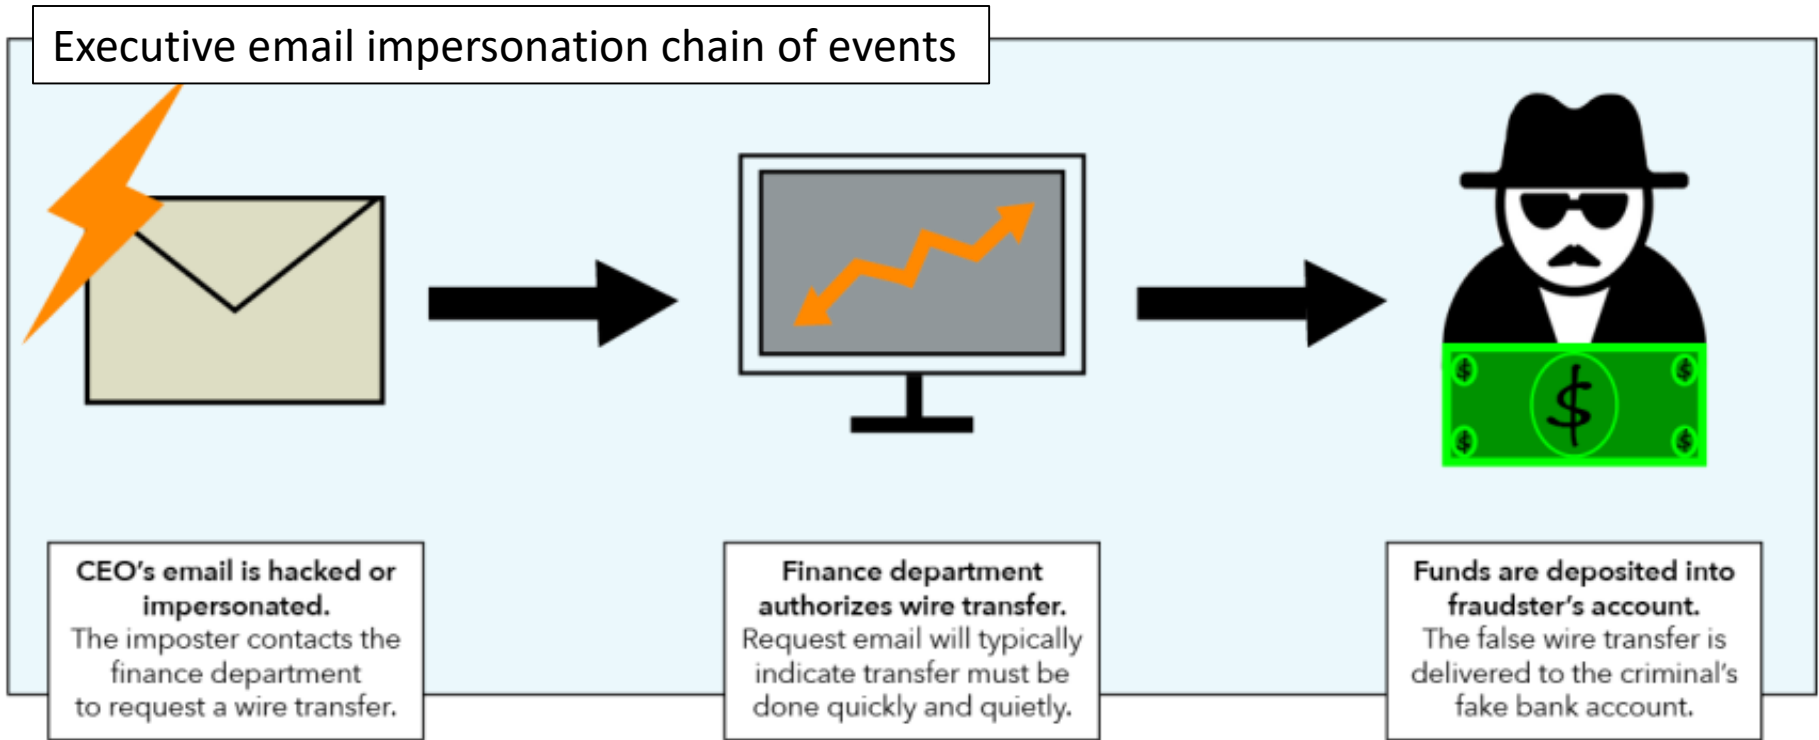 Executive email impersonation chain of events
$
$
$
$
$
CEO's email is hacked or
impersonated.
The imposter contacts the
finance department
to request a wire transfer.
Finance department
authorizes wire transfer.
Request email will typically
indicate transfer must be
done quickly and quietly.
Funds are deposited into
fraudster's account.
The false wire transfer is
delivered to the criminal's
fake bank account.